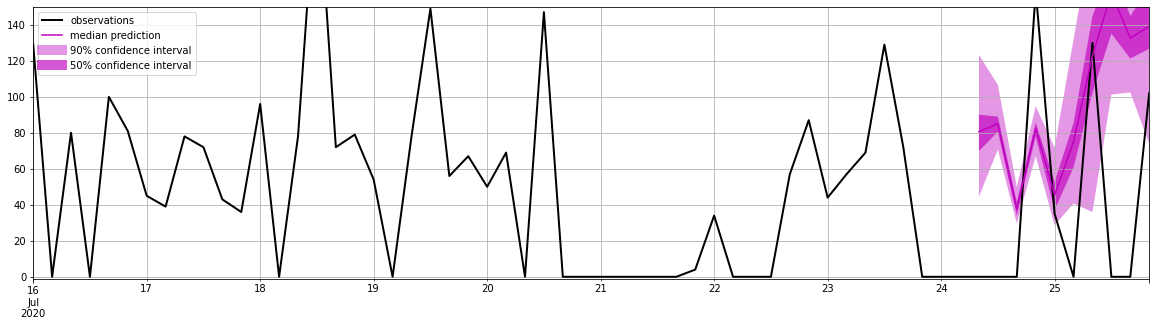 observations
median prediction
90% confidence interval
50% confidence interval
140
120
100
80
60
40
20
0
16 17 18 19 20 21 22 23 24 25
Jul
2020